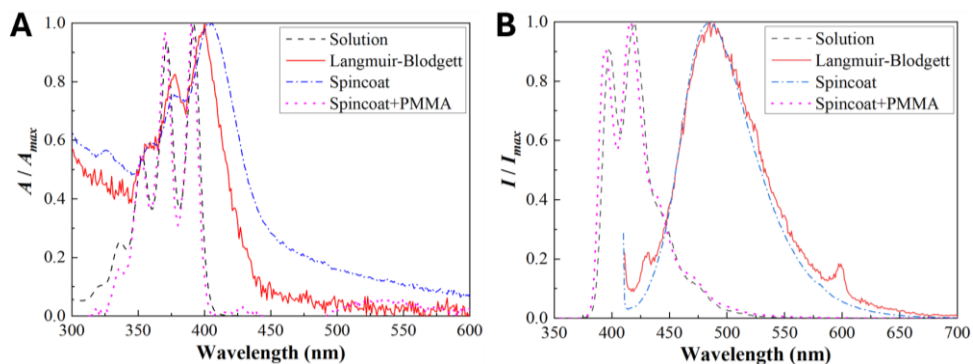 A
1.0
0.8
0.6
0.4
0.2
0.0
A / Amax
Solution
Langmuir-Blodgett
Spincoat
Spincoat+PMMA
300 350 400 450 500 550 600
Wavelength (nm)
B
1.0
0.8
0.6
0.4
0.2
0.0
I / Imax
Solution
Langmuir-Blodgett
Spincoat
Spincoat+PMMA
350 400 450 500 550 600 650 700
Wavelength (nm)